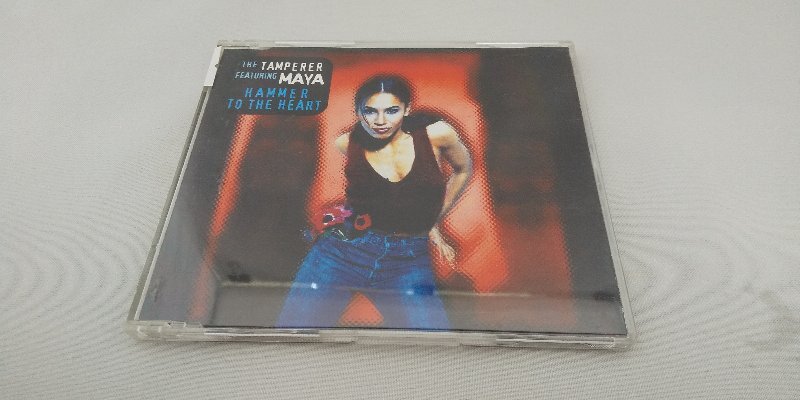 THE TAMPERER
FEATURING MAYA
HAMMER
TO THE HEART